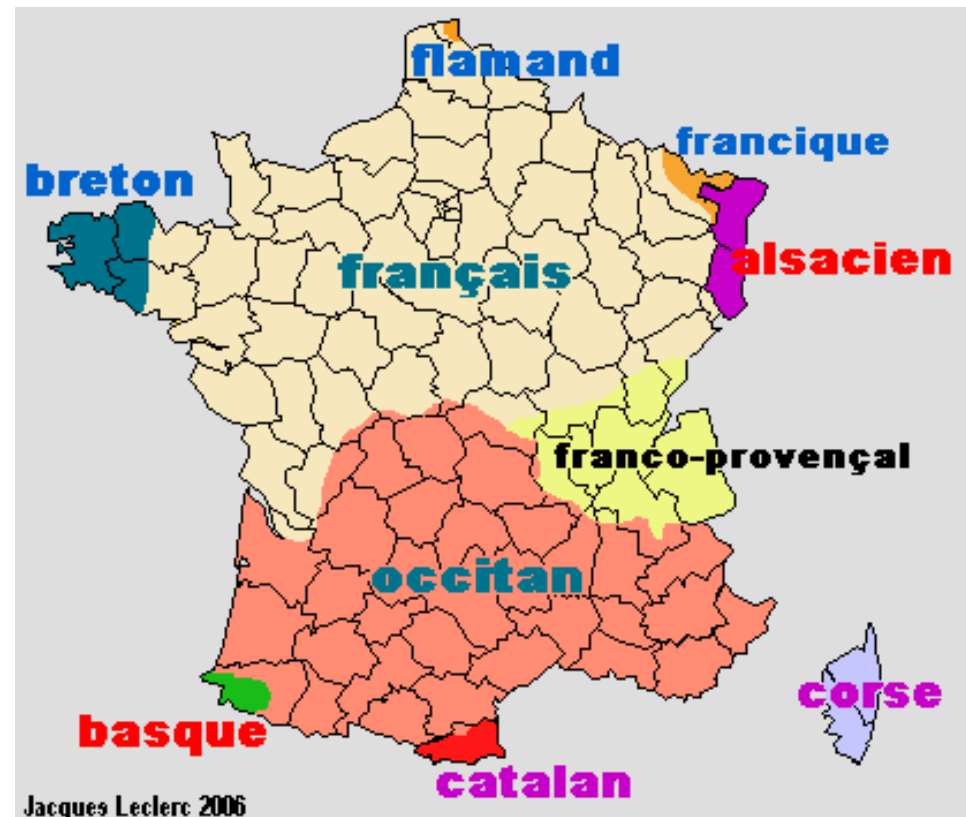 flamand
francique
breton
français
alsacien
franco-provençal
occitan
corse
basque
catalan
Jacques Leclerc 2006